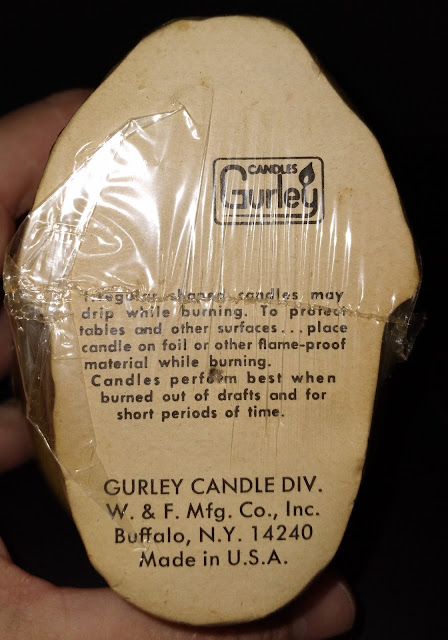 CANDLES
Gurley
Irregular shaped candles may
drip while burning. To protect
tables and other surfaces...place
candle on foil or other flame-proof
material while burning.
Candles perform best when
burned out of drafts and for
short periods of time.
GURLEY CANDLE DIV.
W. & F. Mfg. Co., Inc.
Buffalo, N.Y. 14240
Made in U.S.A.